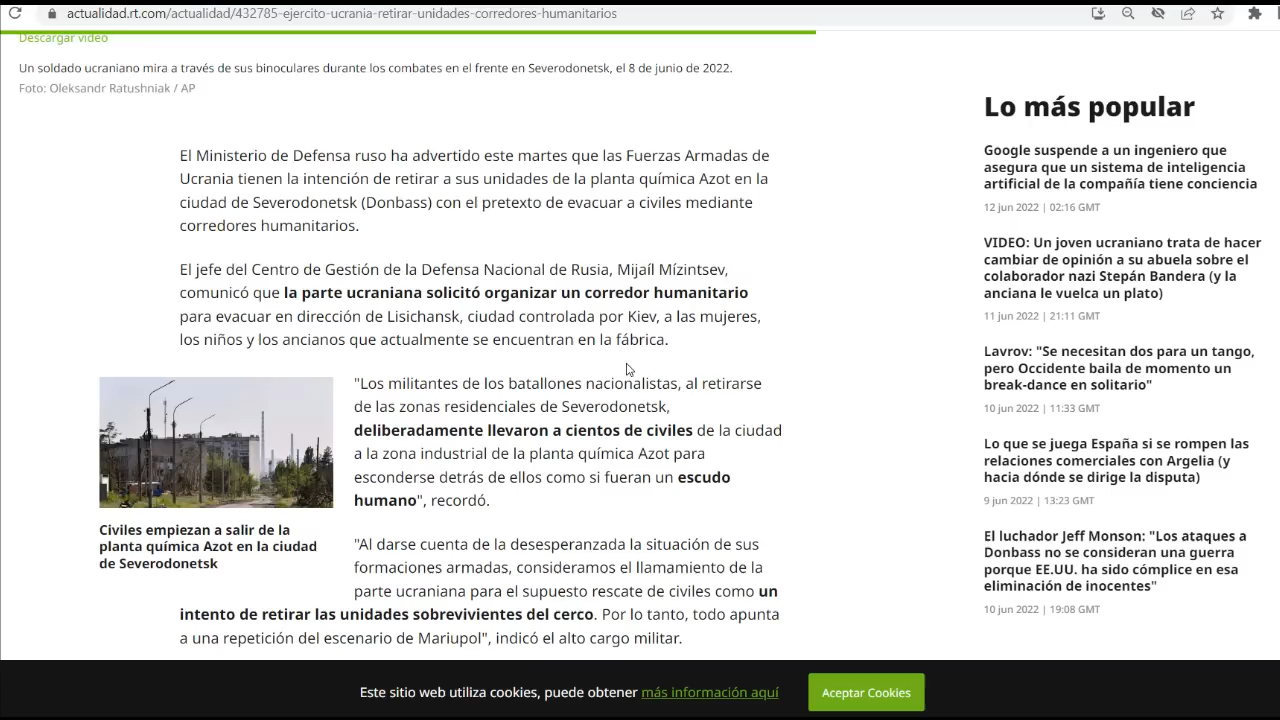 actualidad.rt.com/actualidad/432785-ejercito-ucrania-retirar-unidades-corredores-humanitarios
Descargar video
Un soldado ucraniano mira a través de sus binoculares durante los combates en el frente en Severodonetsk, el 8 de junio de 2022.
Foto: Oleksandr Ratushniak / AP
El Ministerio de Defensa ruso ha advertido este martes que las Fuerzas Armadas de
Ucrania tienen la intención de retirar a sus unidades de la planta química Azot en la
ciudad de Severodonetsk (Donbass) con el pretexto de evacuar a civiles mediante
corredores humanitarios.
El jefe del Centro de Gestión de la Defensa Nacional de Rusia, Mijaíl Mízintsev,
comunicó que la parte ucraniana solicitó organizar un corredor humanitario
para evacuar en dirección de Lisichansk, ciudad controlada por Kiev, a las mujeres,
los niños y los ancianos que actualmente se encuentran en la fábrica.
"Los militantes de los batallones nacionalistas, al retirarse
de las zonas residenciales de Severodonetsk,
deliberadamente llevaron a cientos de civiles de la ciudad
a la zona industrial de la planta química Azot para
esconderse detrás de ellos como si fueran un escudo
humano", recordó.
Civiles empiezan a salir de la
planta química Azot en la ciudad
de Severodonetsk
"Al darse cuenta de la desesperanzada la situación de sus
formaciones armadas, consideramos el llamamiento de la
parte ucraniana para el supuesto rescate de civiles como un
intento de retirar las unidades sobrevivientes del cerco. Por lo tanto, todo apunta
a una repetición del escenario de Mariupol", indicó el alto cargo militar.
Lo más popular
Google suspende a un ingeniero que
asegura que un sistema de inteligencia
artificial de la compañía tiene conciencia
12 jun 2022 | 02:16 GMT
VIDEO: Un joven ucraniano trata de hacer
cambiar de opinión a su abuela sobre el
colaborador nazi Stepán Bandera (y la
anciana le vuelca un plato)
11 jun 2022 | 21:11 GMT
Lavrov: "Se necesitan dos para un tango,
pero Occidente baila de momento un
break-dance en solitario"
10 jun 2022 | 11:33 GMT
Lo que se juega España si se rompen las
relaciones comerciales con Argelia (y
hacia dónde se dirige la disputa)
9 jun 2022 | 13:23 GMT
El luchador Jeff Monson: "Los ataques a
Donbass no se consideran una guerra
porque EE.UU. ha sido cómplice en esa
eliminación de inocentes"
10 jun 2022 | 19:08 GMT
Este sitio web utiliza cookies, puede obtener más información aquí
Aceptar Cookies